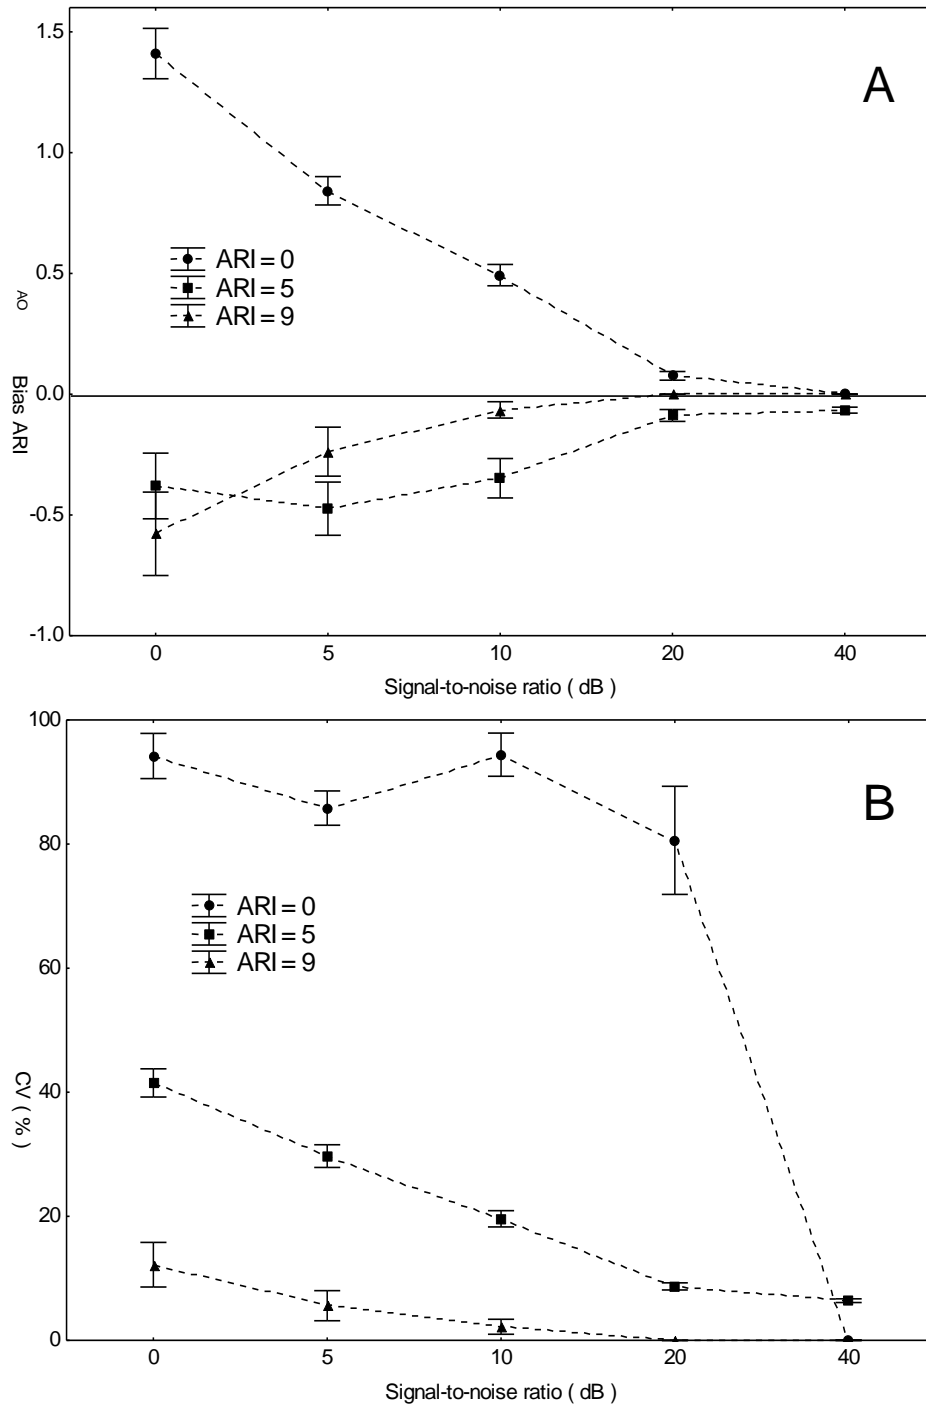 1.5
A
1.0
ARI = 0
0.5
ARI = 5
AO
ARI = 9
0.0
Bias ARI
-0.5
-1.0
0 5 10 20 40
Signal-to-noise ratio ( dB )
100
B
80
ARI = 0
ARI = 5
60
ARI = 9
40
CV ( % )
20
0
0 5 10 20 40
Signal-to-noise ratio ( dB )